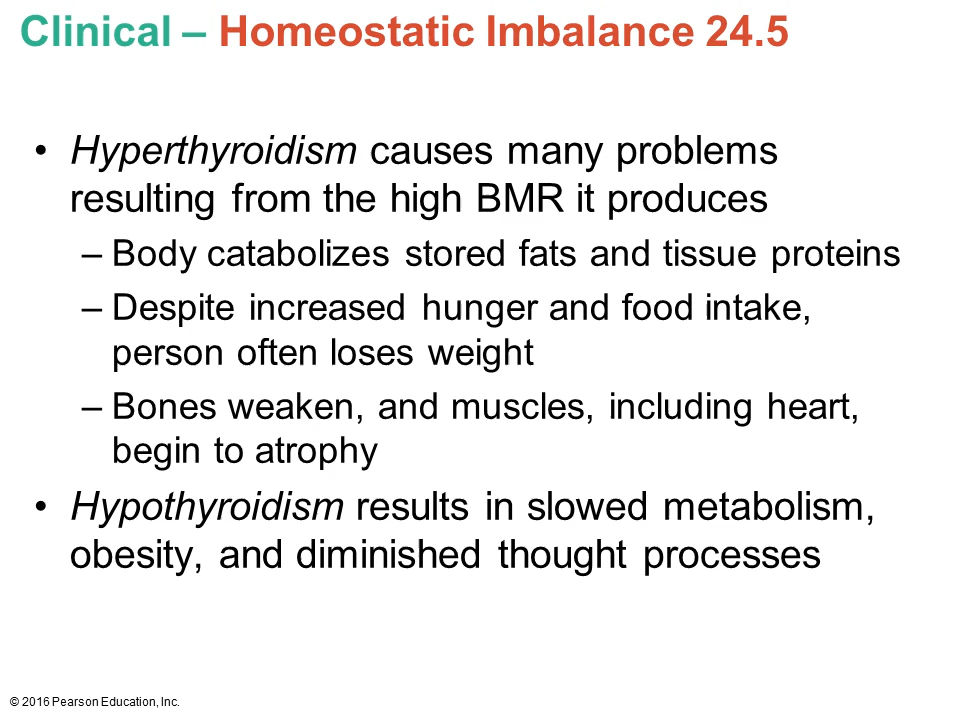 Clinical – Homeostatic Imbalance 24.5
• Hyperthyroidism causes many problems
resulting from the high BMR it produces
– Body catabolizes stored fats and tissue proteins
– Despite increased hunger and food intake,
person often loses weight
– Bones weaken, and muscles, including heart,
begin to atrophy
• Hypothyroidism results in slowed metabolism,
obesity, and diminished thought processes
© 2016 Pearson Education, Inc.